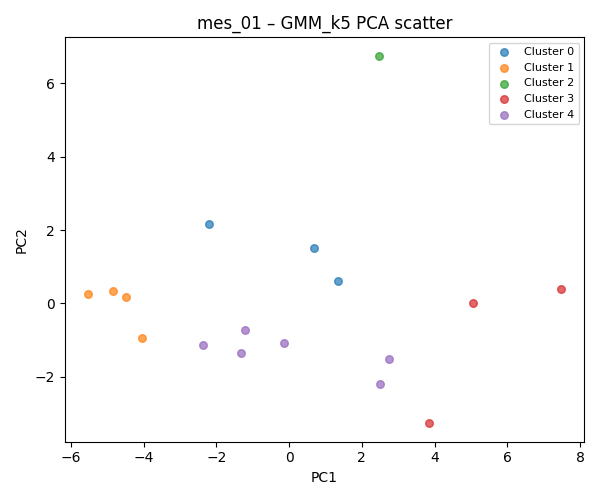 mes_01 – GMM_k5 PCA scatter
Cluster 0
Cluster 1
Cluster 2
Cluster 3
Cluster 4
PC2
6
4
2
0
−2
−6 −4 −2 0 2 4 6 8
PC1